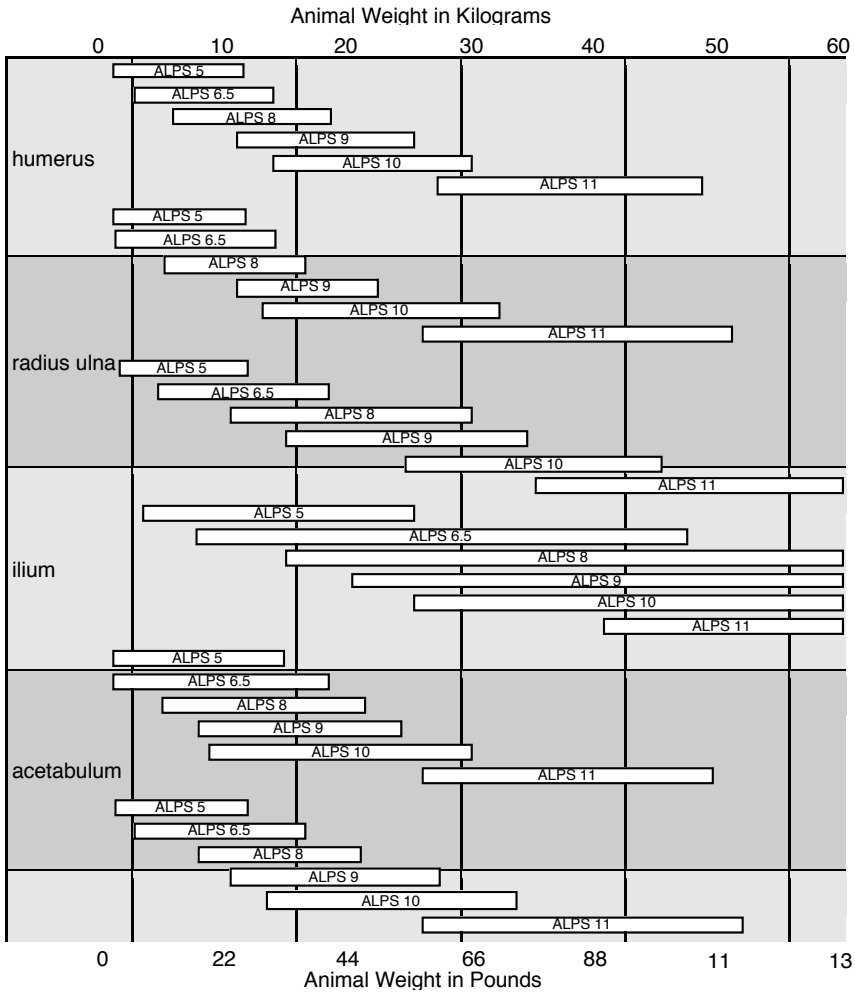 Animal Weight in Kilograms
0 10 20 30 40 50 60
ALPS 5
ALPS 6.5
ALPS 8
ALPS 9
humerus
ALPS 10
ALPS 11
ALPS 5
ALPS 6.5
ALPS 8
ALPS 9
ALPS 10
ALPS 11
radius ulna
ALPS 5
ALPS 6.5
ALPS 8
ALPS 9
ALPS 10
ALPS 11
ALPS 5
ALPS 6.5
ALPS 8
ilium
ALPS 9
ALPS 10
ALPS 11
ALPS 5
ALPS 6.5
ALPS 8
ALPS 9
ALPS 10
acetabulum
ALPS 11
ALPS 5
ALPS 6.5
ALPS 8
ALPS 9
ALPS 10
ALPS 11
0 22 44 66 88 11 13
Animal Weight in Pounds